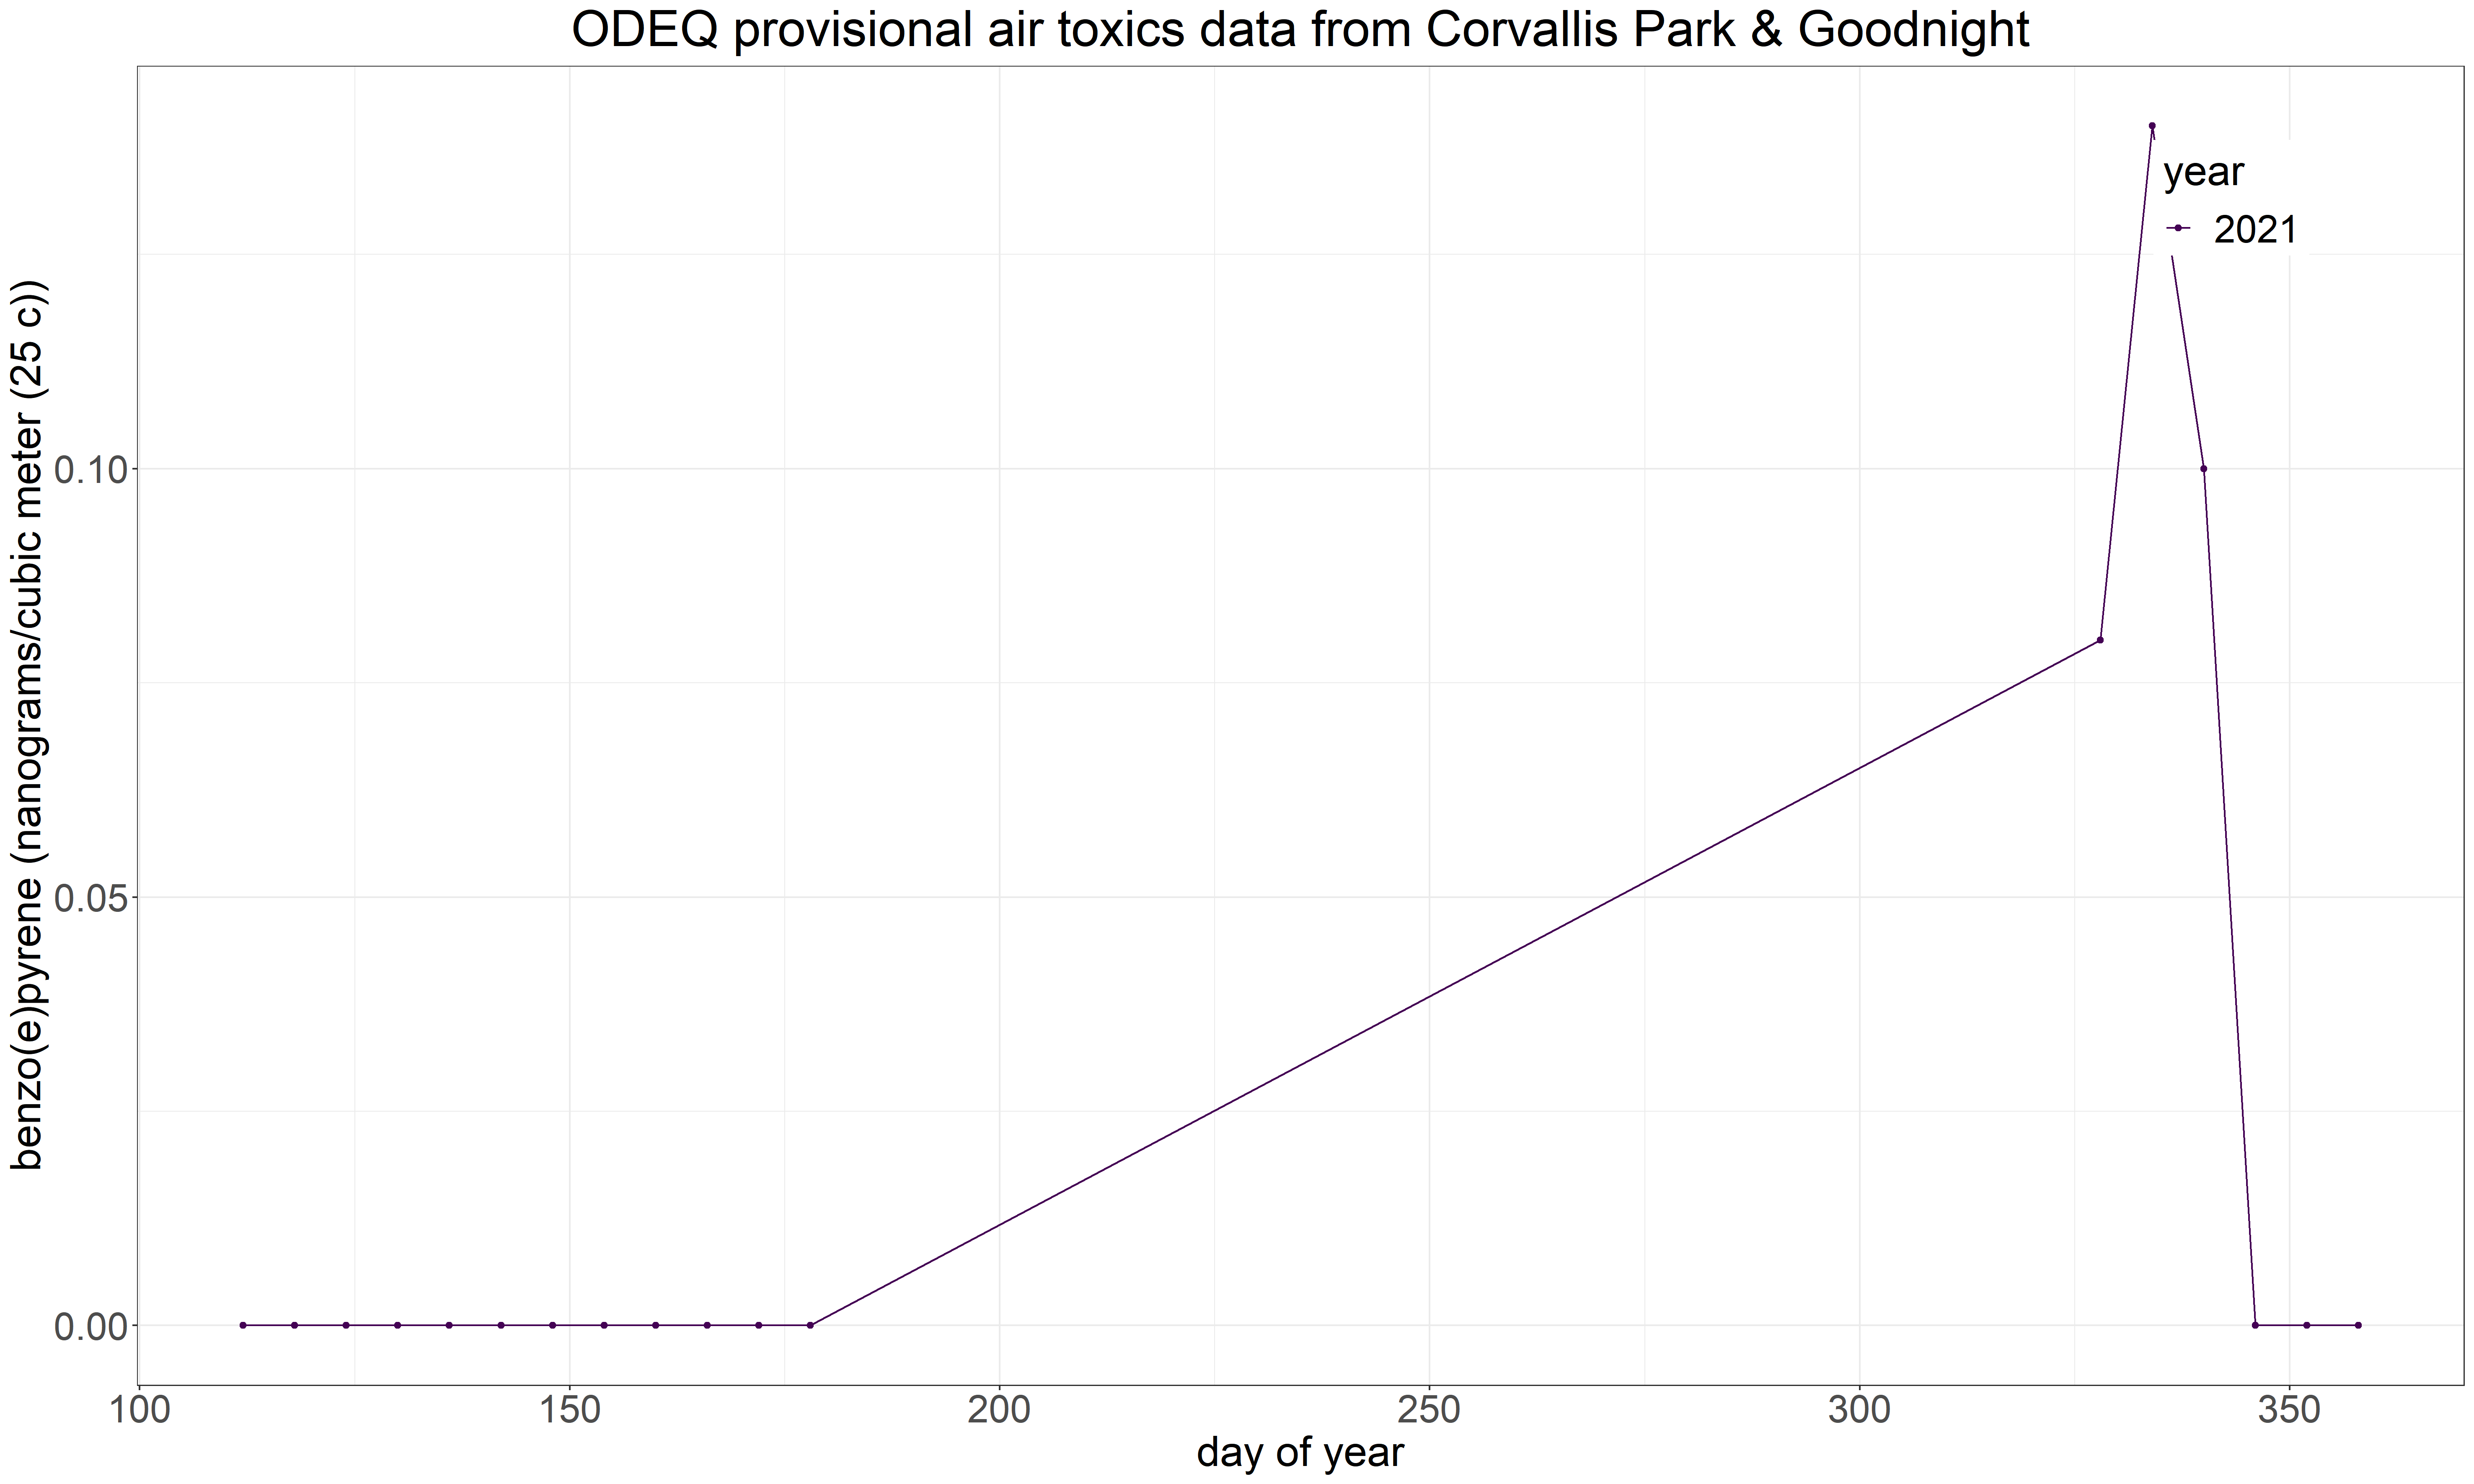 ODEQ provisional air toxics data from Corvallis Park & Goodnight
benzo(e)pyrene (nanograms/cubic meter (25 c))
0.10
0.05
0.00
year
2021
100 150 200 250 300 350
day of year